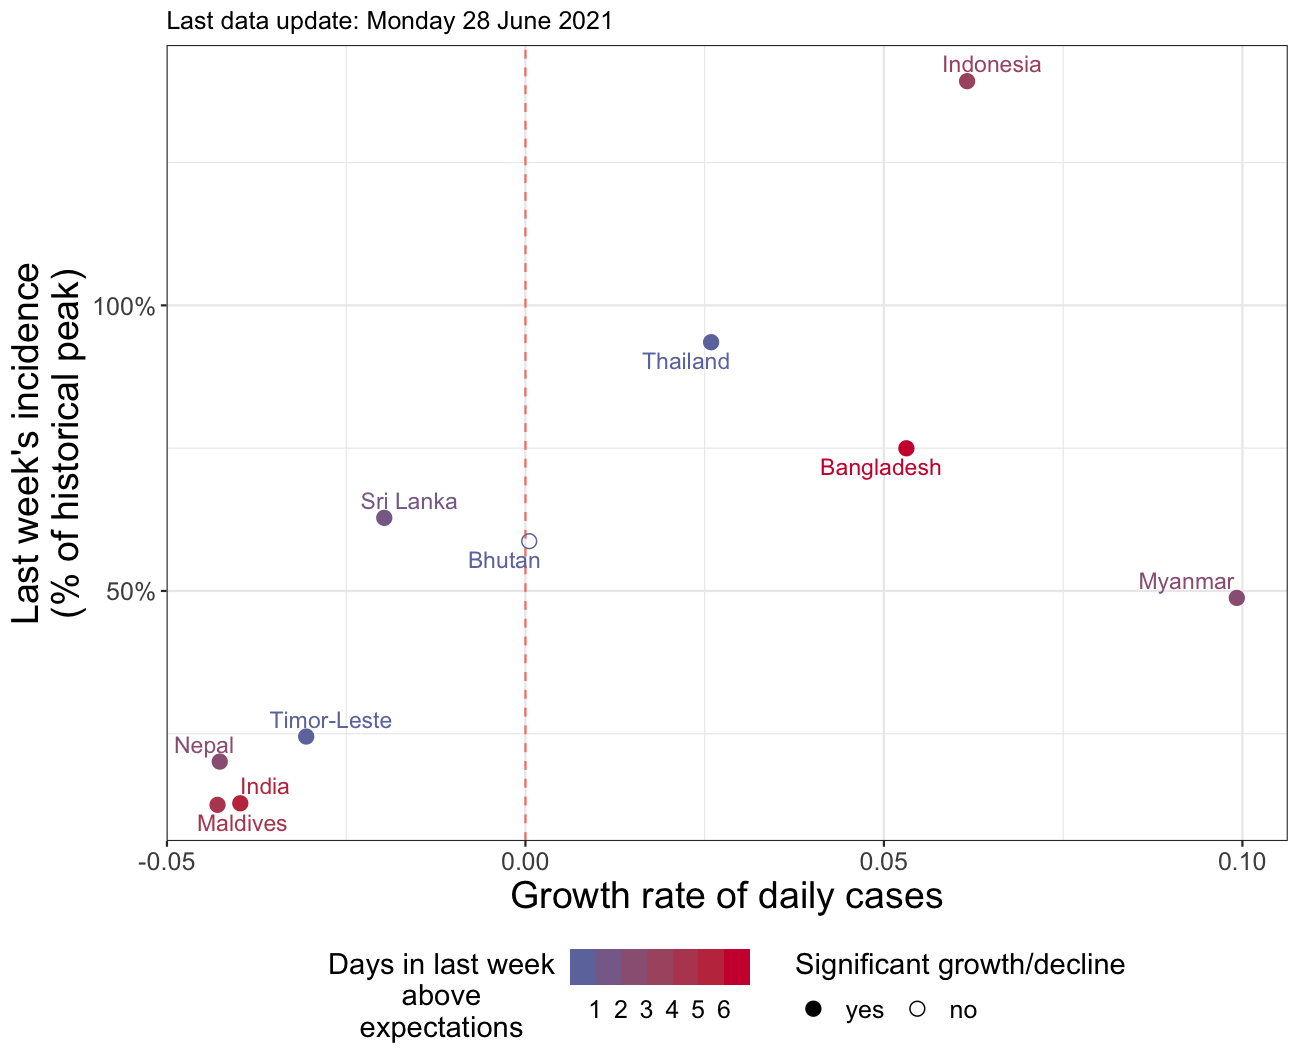 Last data update: Monday 28 June 2021
Indonesia
100%
Thailand
Bangladesh
Sri Lanka
Bhutan
Myanmar
50%
Timor-Leste
Nepal
India
Maldives
Last week's incidence
(% of historical peak)
-0.05 0.00 0.05 0.10
Growth rate of daily cases
Days in last week
above
expectations
1 2 3 4 5 6
Significant growth/decline
yes no